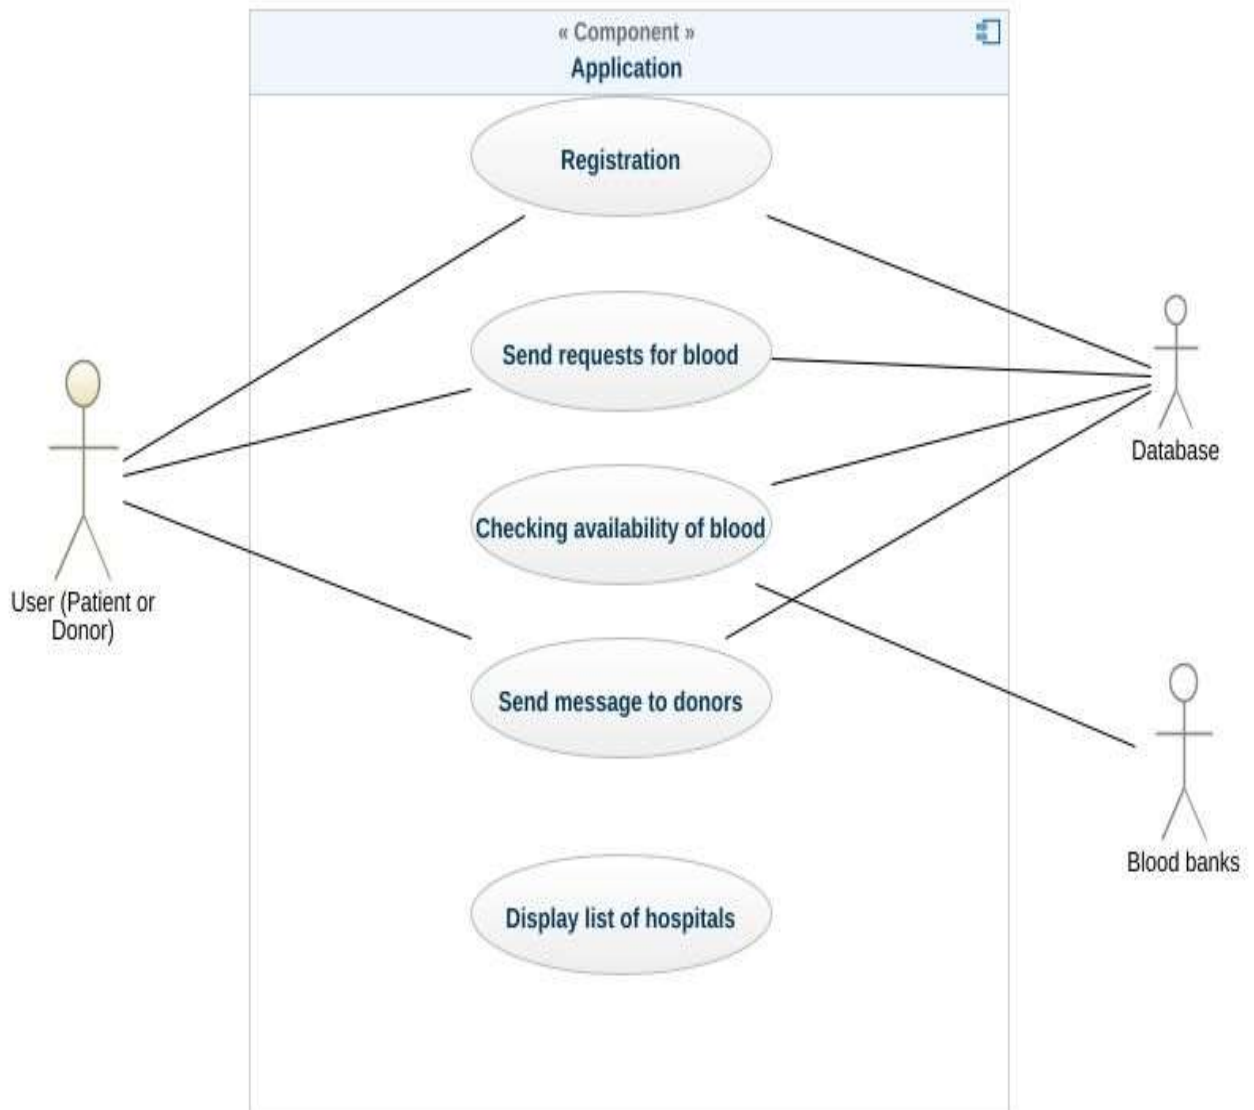 « Component »
Application
Registration
Send requests for blood
Checking availability of blood
Send message to donors
Display list of hospitals
User (Patient or
Donor)
Database
Blood banks